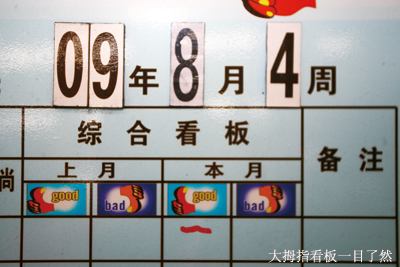 09年8月4周
综合看板
备注
上月 本月
good bad good bad
大拇指看板一目了然